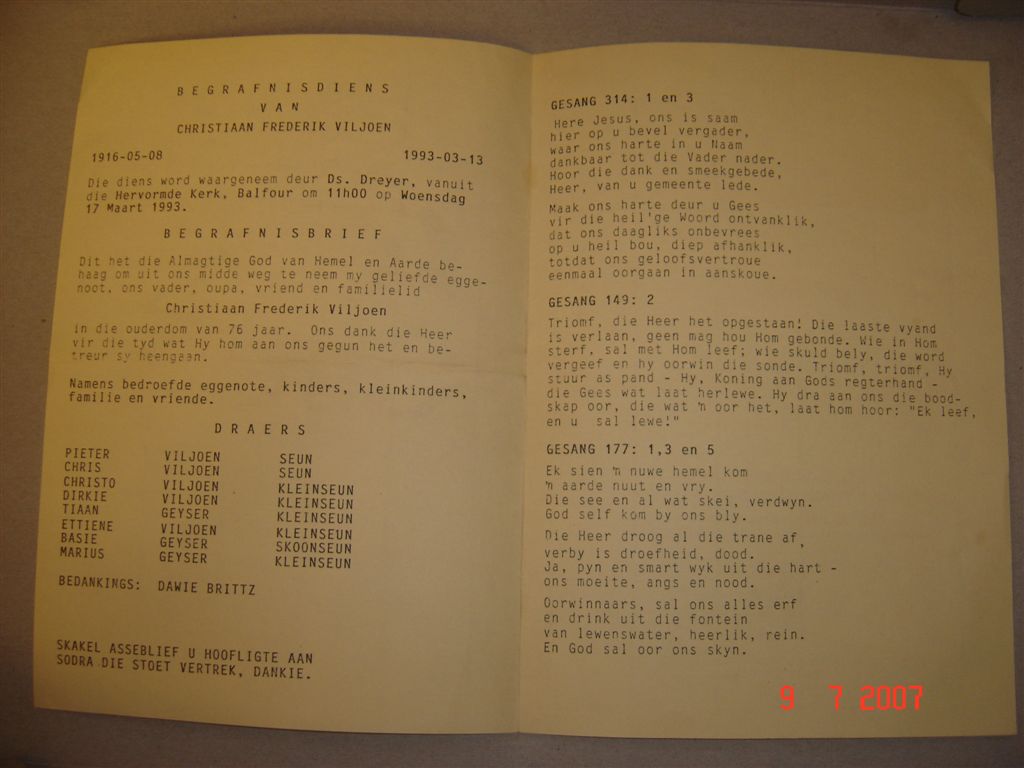 BEGRAFNISDIENS
VAN
CHRISTIAAN FREDERIK VILJOEN
1916-05-08 1993-03-13
Die diens word waargeneem deur Ds. Dreyer, vanuit
die Hervormde Kerk, Balfour om 11h00 op Woensdag
17 Maart 1993.
BEGRAFNISBRIEF
Dit het die Almagtige God van Hemel en Aarde be-
haag om uit ons midde weg te neem my geliefde egge-
noot, ons vader, oupa, vriend en familielid
Christiaan Frederik Viljoen
in die ouderdom van 76 jaar. Ons dank die Heer
vir die tyd wat Hy hom aan ons gegun het en be-
treur sy heengaan.
Namens bedroefde eggenote, kinders, kleinkinders,
familie en vriende.
DRAERS
PIETER VILJOEN SEUN
CHRIS VILJOEN SEUN
CHRISTO VILJOEN KLEINSEUN
DIRKIE VILJOEN KLEINSEUN
TIAAN GEYSER KLEINSEUN
ETTIENE VILJOEN KLEINSEUN
BASIE GEYSER SKOONSEUN
MARIUS GEYSER KLEINSEUN
BEDANKINGS: DAWIE BRITTZ
SKAKEL ASSEBLIEF U HOOFLIGTE AAN
SODRA DIE STOET VERTREK, DANKIE.
GESANG 314: 1 en 3
Here Jesus, ons is saam
hier op u bevel vergader,
waar ons harte in u Naam
dankbaar tot die Vader nader.
Hoor die dank en smeekgebede,
Heer, van u gemeente lede.
Maak ons harte deur u Gees
vir die heil'ge Woord ontvanklik,
dat ons daagliks onbevrees
op u heil bou, diep afhanklik,
totdat ons geloofsvertroue
eenmaal oorgaan in aanskoue.
GESANG 149: 2
Triomf, die Heer het opgestaan! Die laaste vyand
is verlaan, geen mag hou Hom gebonde. Wie in Hom
sterf, sal met Hom leef; wie skuld bely, die word
vergeef en hy oorwin die sonde. Triomf, triomf, Hy
stuur as pand - Hy, Koning aan Gods regterhand -
die Gees wat laat herlewe. Hy dra aan ons die bood-
skap oor, die wat 'n oor het, laat hom hoor: "Ek leef,
en u sal lewe!"
GESANG 177: 1,3 en 5
Ek sien 'n nuwe hemel kom
'n aarde nuut en vry.
Die see en al wat skei, verdwyn.
God self kom by ons bly.
Die Heer droog al die trane af,
verby is droefheid, dood.
Ja, pyn en smart wyk uit die hart -
ons moeite, angs en nood.
Oorwinnaars, sal ons alles erf
en drink uit die fontein
van lewenswater, heerlik, rein.
En God sal oor ons skyn.
9 7 2007